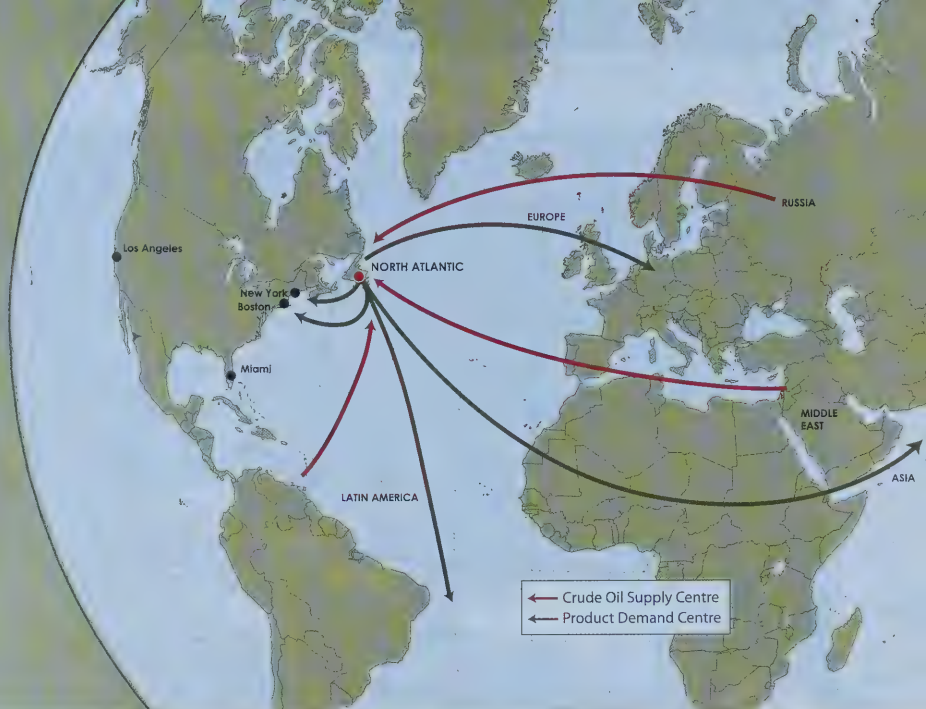 RUSSIA
EUROPE
Los Angeles
NORTH ATLANTIC
New York
Boston
Miami
MIDDLE
EAST
ASIA
LATIN AMERICA
Crude Oil Supply Centre
Product Demand Centre